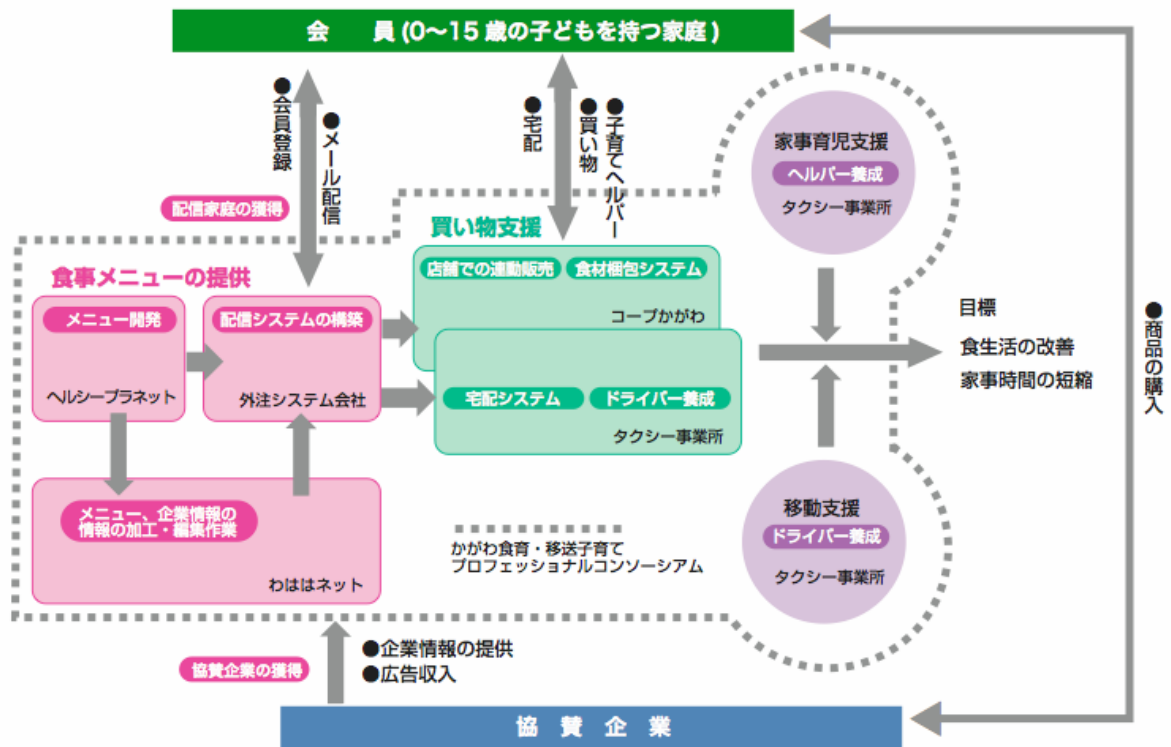 会　員 (0〜15 歳の子どもを持つ家庭 )
●会員登録
●メール配信
●宅配
●買い物
●子育てヘルパー
配信家庭の獲得
家事育児支援
ヘルパー養成
タクシー事業所
食事メニューの提供
メニュー開発
ヘルシープラネット
配信システムの構築
外注システム会社
メニュー、企業情報の
情報の加工・編集作業
わははネット
買い物支援
店舗での連動販売
食材梱包システム
コープかがわ
宅配システム
ドライバー養成
タクシー事業所
目標
食生活の改善
家事時間の短縮
●商品の購入
移動支援
ドライバー養成
タクシー事業所
かがわ食育・移送子育て
プロフェッショナルコンソーシアム
協賛企業の獲得
●企業情報の提供
●広告収入
協 賛 企 業